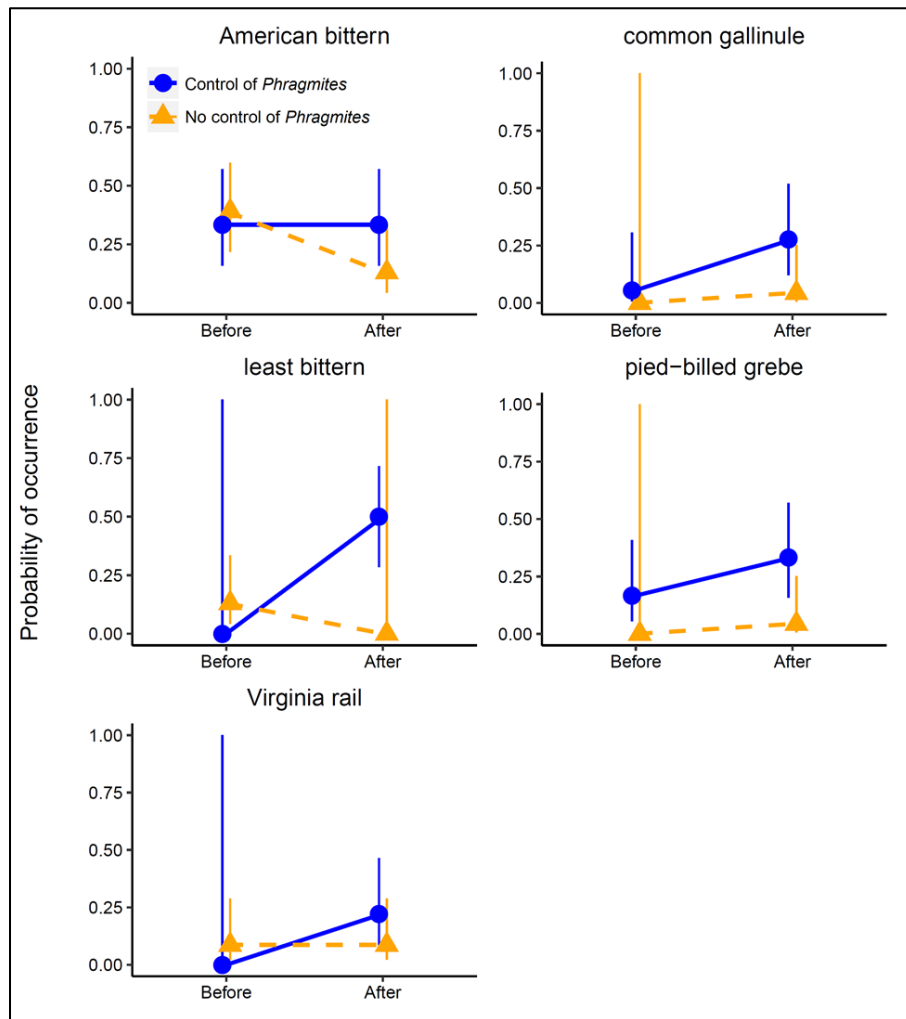 American bittern
1.00
0.75
0.50
0.25
0.00
Control of Phragmites
No control of Phragmites
Before
After
common gallinule
1.00
0.75
0.50
0.25
0.00
Before
After
Probability of occurrence
least bittern
1.00
0.75
0.50
0.25
0.00
Before
After
pied−billed grebe
1.00
0.75
0.50
0.25
0.00
Before
After
Virginia rail
1.00
0.75
0.50
0.25
0.00
Before
After